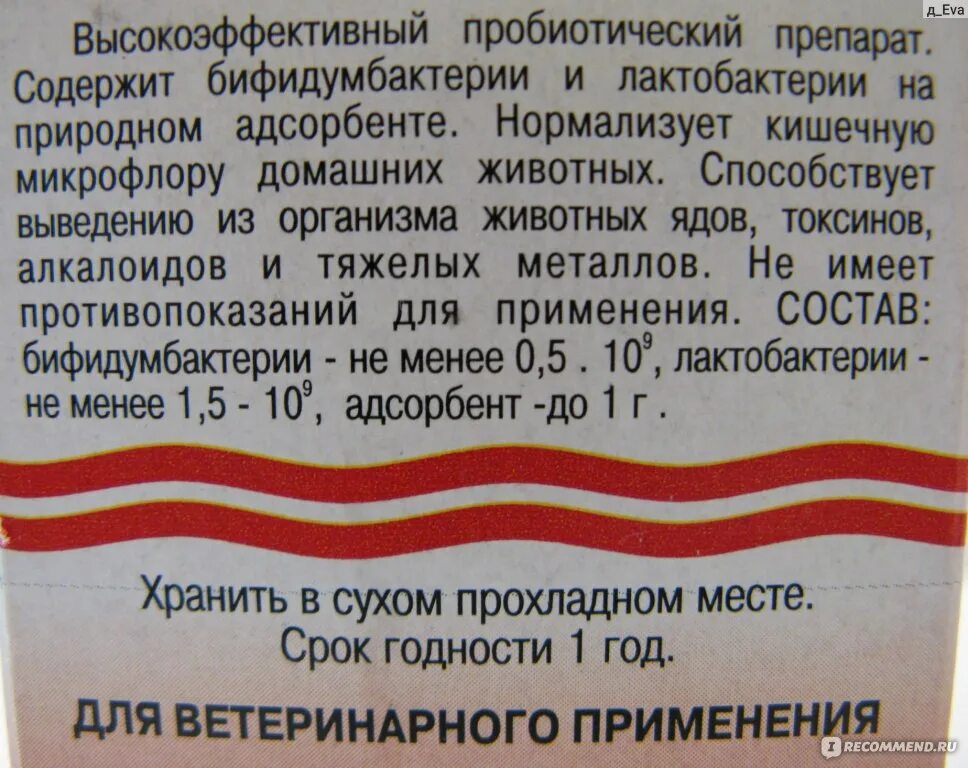 д_Eva
Высокоэффективный пробиотический препарат.
Содержит бифидумбактерии и лактобактерии на
природном адсорбенте. Нормализует кишечную
микрофлору домашних животных. Способствует
выведению из организма животных ядов, токсинов,
алкалоидов и тяжелых металлов. Не имеет
противопоказаний для применения. СОСТАВ:
бифидумбактерии - не менее 0,5 . 10⁹, лактобактерии -
не менее 1,5 - 10⁹, адсорбент -до 1 г .
Хранить в сухом прохладном месте.
Срок годности 1 год.
ДЛЯ ВЕТЕРИНАРНОГО ПРИМЕНЕНИЯ
IRECOMMEND.RU